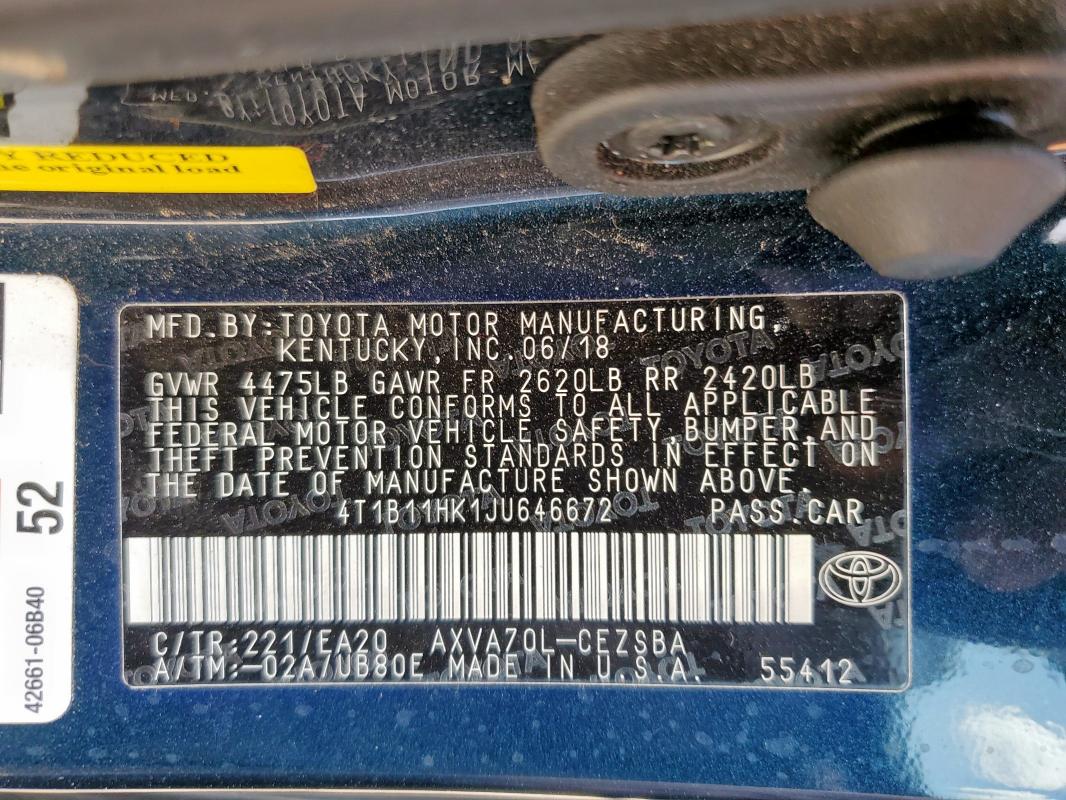 Y REDUCED
e original load
MFD.BY:TOYOTA MOTOR MANUFACTURING,
KENTUCKY,INC.06/18
GVWR 4475LB GAWR FR 2620LB RR 2420LB
THIS VEHICLE CONFORMS TO ALL APPLICABLE
FEDERAL MOTOR VEHICLE SAFETY,BUMPER,AND
THEFT PREVENTION STANDARDS IN EFFECT ON
THE DATE OF MANUFACTURE SHOWN ABOVE.
4T1B11HK1JU646672 PASS.CAR
C/TR:221/EA20 AXVA70L-CEZSBA
A/TM:-02A/UB80E MADE IN U.S.A. 55412
52
42661-06B40